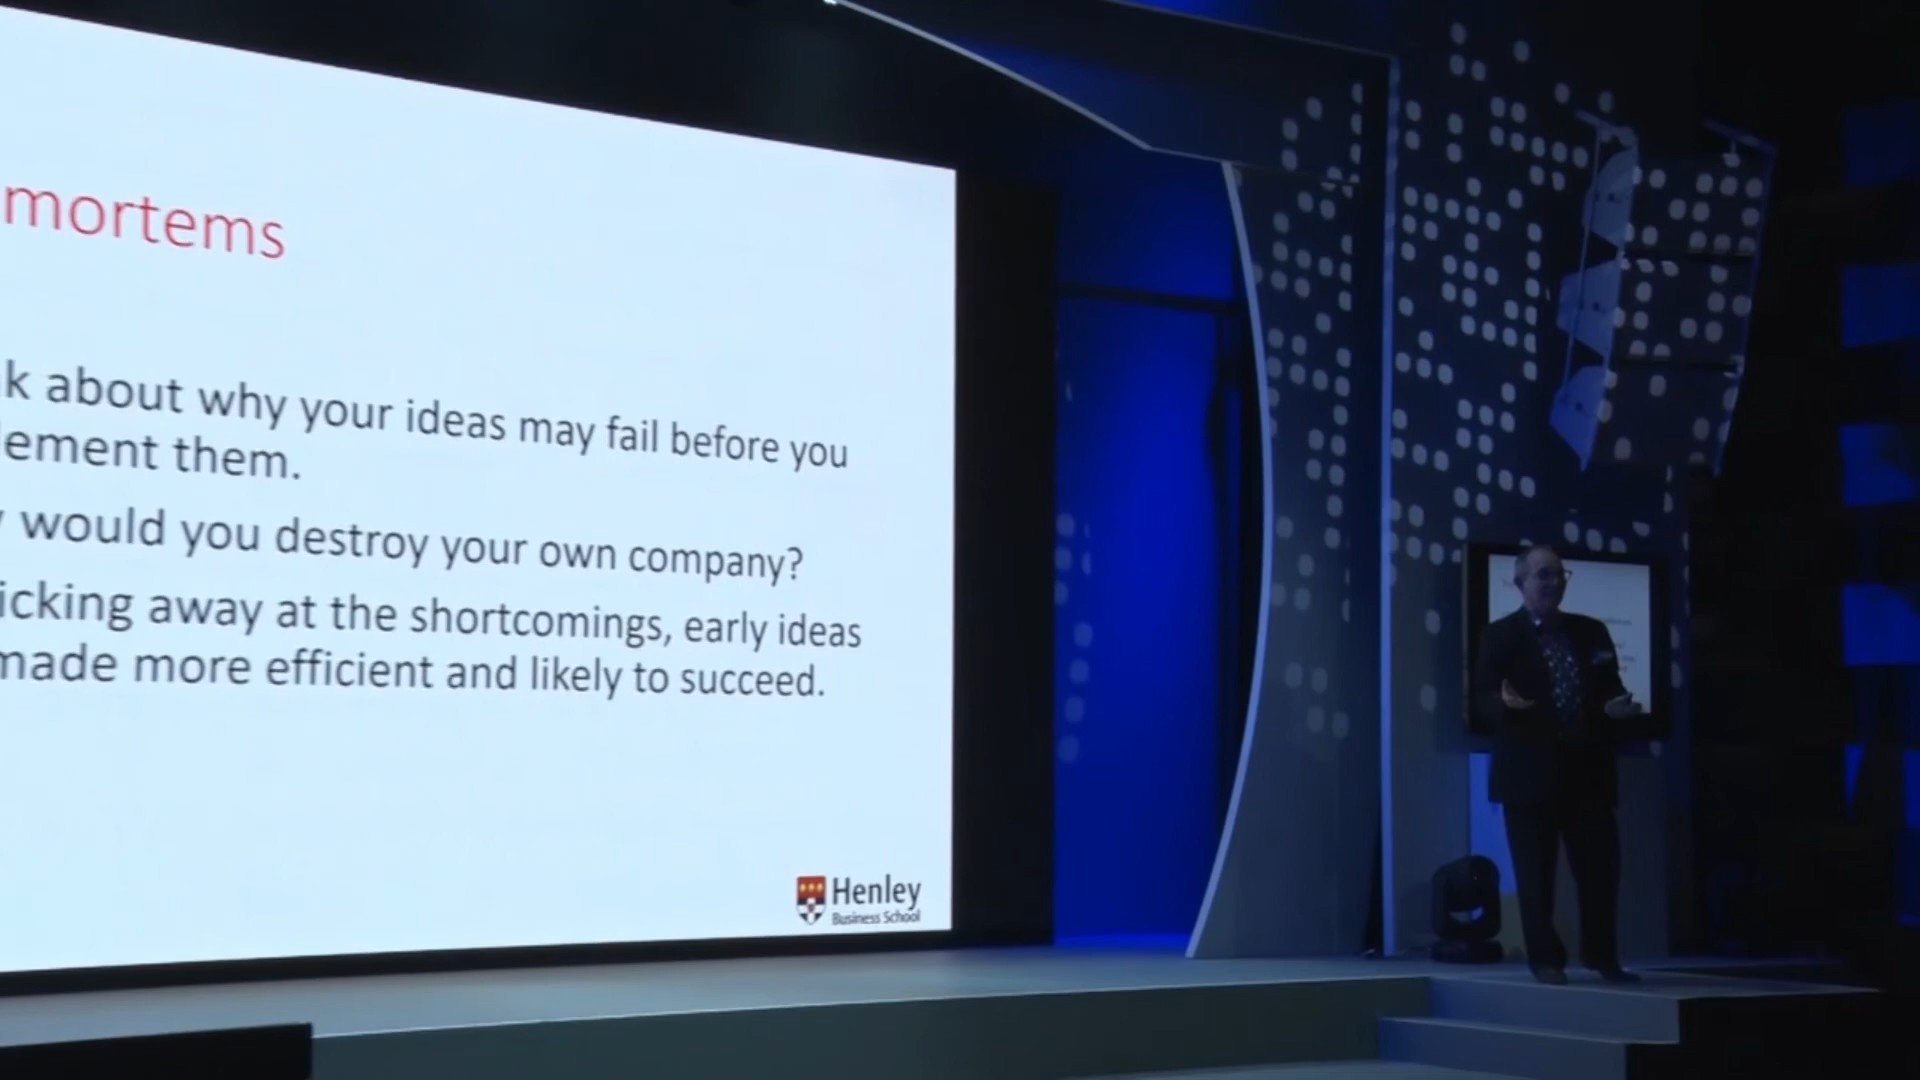 mortems
k about why your ideas may fail before you
lement them.
would you destroy your own company?
icking away at the shortcomings, early ideas
made more efficient and likely to succeed.
Henley
Business School